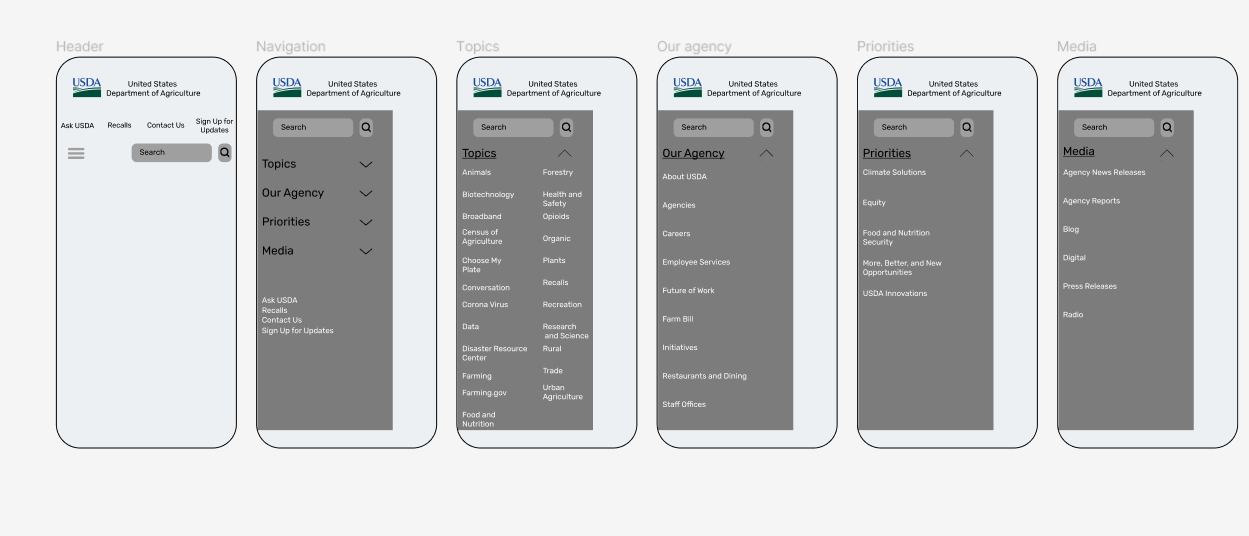 Header
USDA
United States
Department of Agriculture
Ask USDA
Recalls
Contact Us
Sign Up for
Updates
Search
Navigation
USDA
United States
Department of Agriculture
Search
Topics
Our Agency
Priorities
Media
Ask USDA
Recalls
Contact Us
Sign Up for Updates
Topics
USDA
United States
Department of Agriculture
Search
Topics
Animals
Biotechnology
Broadband
Census of
Agriculture
Choose My
Plate
Conversation
Corona Virus
Data
Disaster Resource
Center
Farming
Farming.gov
Food and
Nutrition
Forestry
Health and
Safety
Opioids
Organic
Plants
Recalls
Recreation
Research
and Science
Rural
Trade
Urban
Agriculture
Our agency
USDA
United States
Department of Agriculture
Search
Our Agency
About USDA
Agencies
Careers
Employee Services
Future of Work
Farm Bill
Initiatives
Restaurants and Dining
Staff Offices
Priorities
USDA
United States
Department of Agriculture
Search
Priorities
Climate Solutions
Equity
Food and Nutrition
Security
More, Better, and New
Opportunities
USDA Innovations
Media
USDA
United States
Department of Agriculture
Search
Media
Agency News Releases
Agency Reports
Blog
Digital
Press Releases
Radio